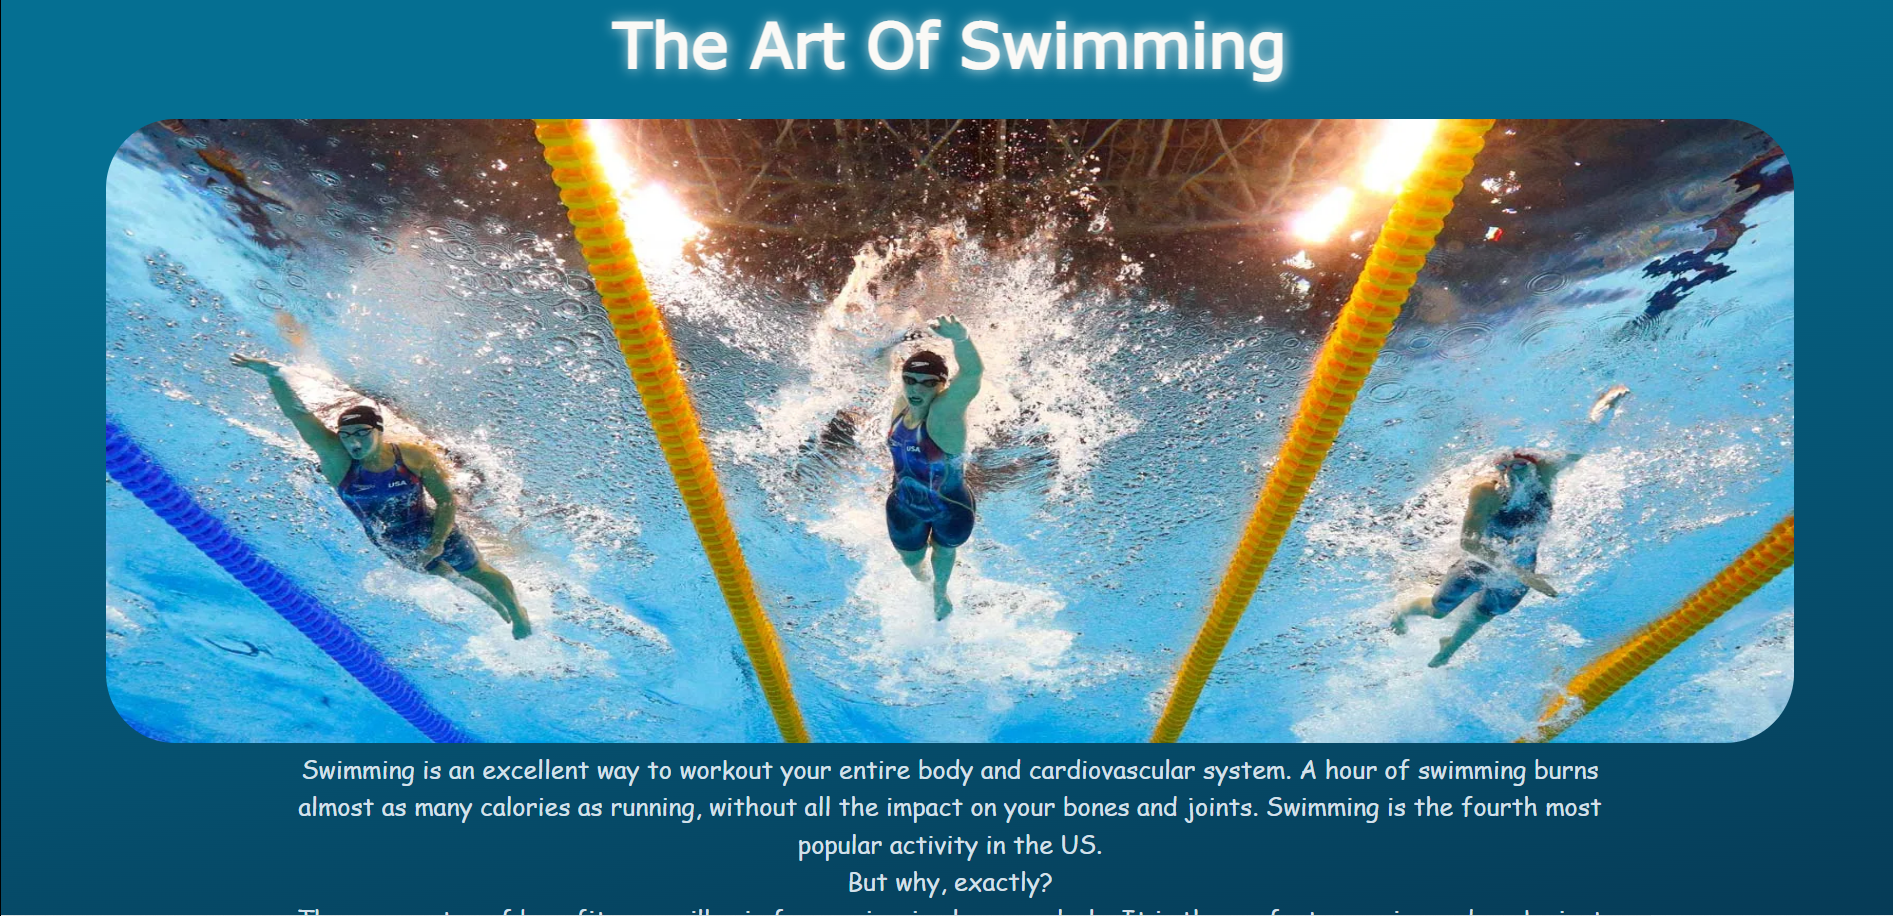 The Art Of Swimming
USA
USA
Swimming is an excellent way to workout your entire body and cardiovascular system. A hour of swimming burns
almost as many calories as running, without all the impact on your bones and joints. Swimming is the fourth most
popular activity in the US.
But why, exactly?